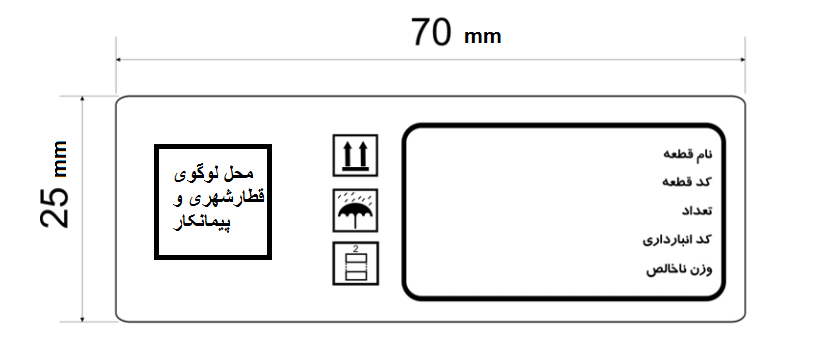 70 mm
25 mm
محل لوگوی
قطارشهری و
پیمانکار
2
نام قطعه
کد قطعه
تعداد
کد انبارداری
وزن ناخالص